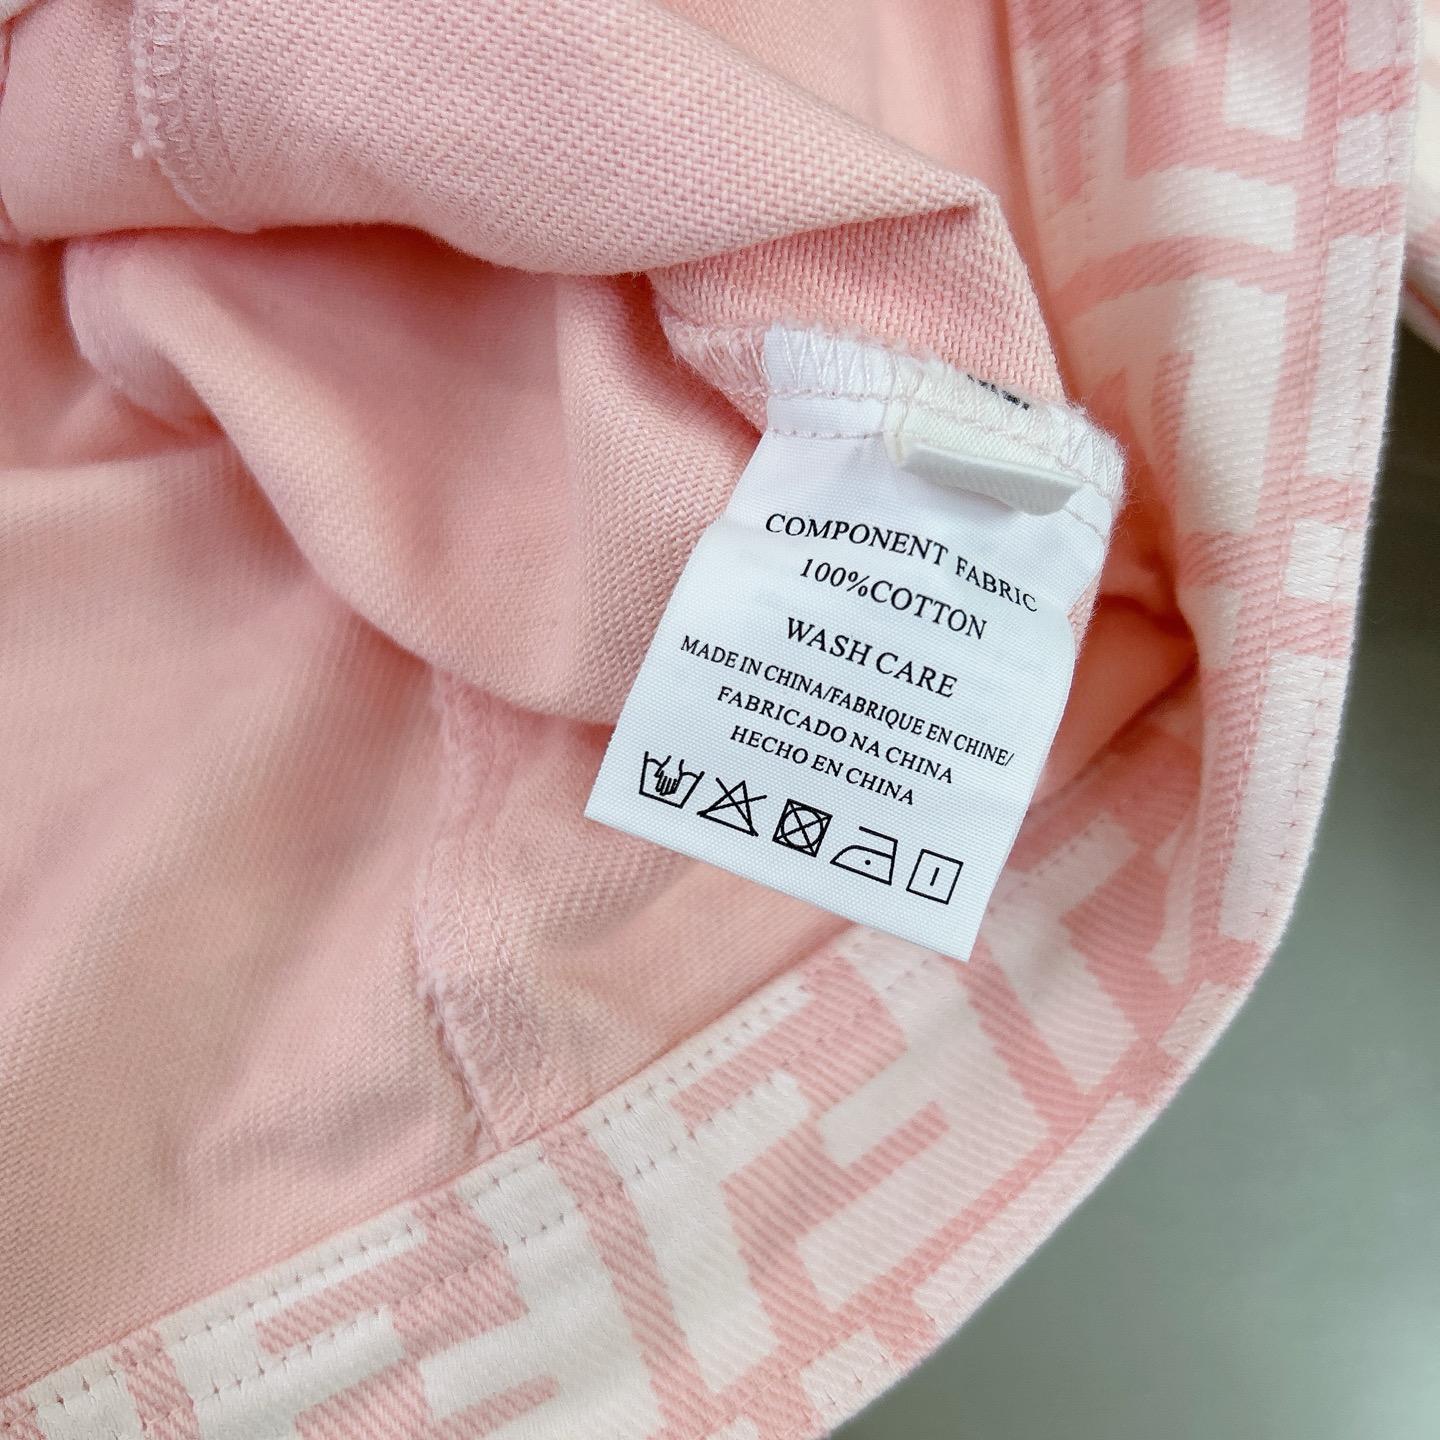 COMPONENT FABRIC
100%COTTON
WASH CARE
MADE IN CHINA/FABRIQUE EN CHINE/
FABRICADO NA CHINA
HECHO EN CHINA